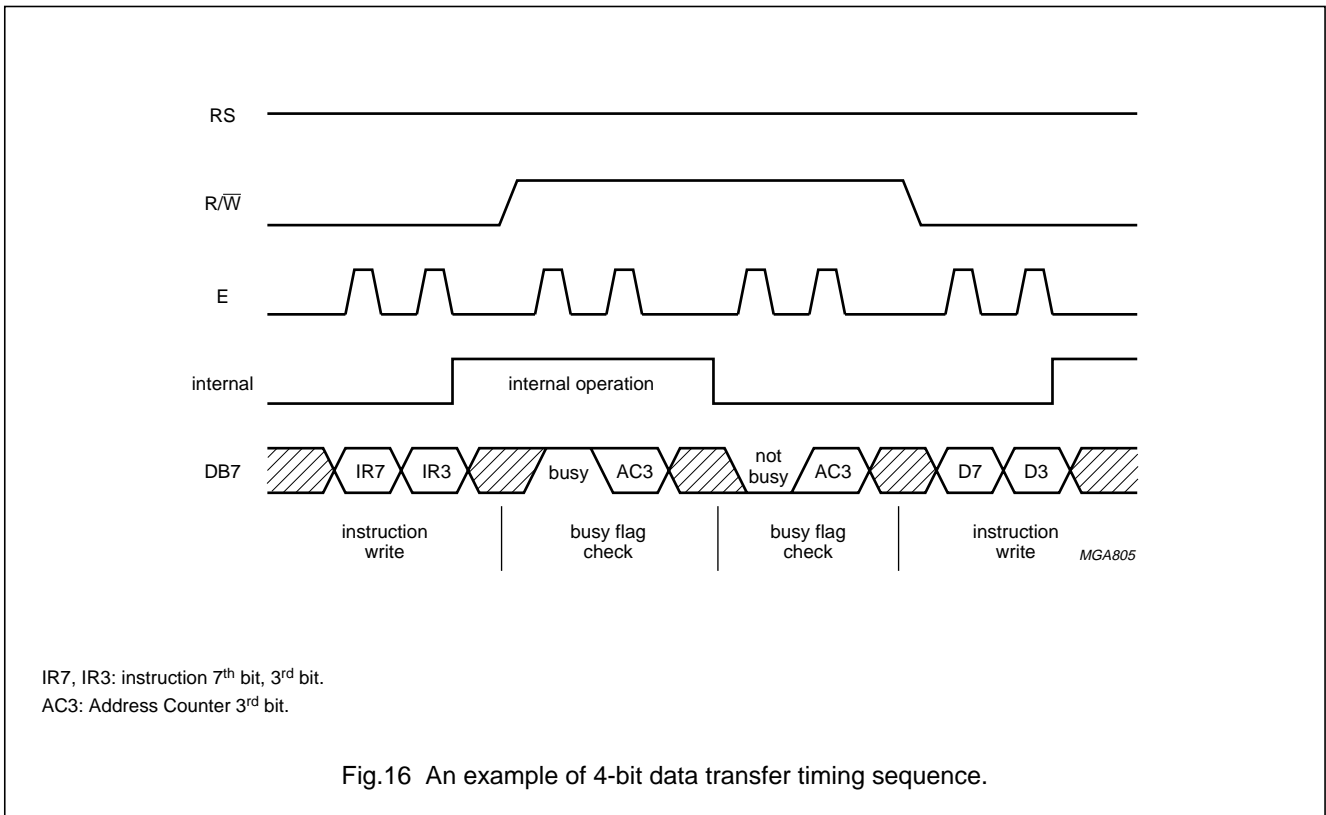 RS
R/W̅
E
internal
internal operation
DB7
IR7
IR3
busy
AC3
not
busy
AC3
D7
D3
instruction
write
busy flag
check
busy flag
check
instruction
write
MGA805
IR7, IR3: instruction 7th bit, 3rd bit.
AC3: Address Counter 3rd bit.
Fig.16 An example of 4-bit data transfer timing sequence.